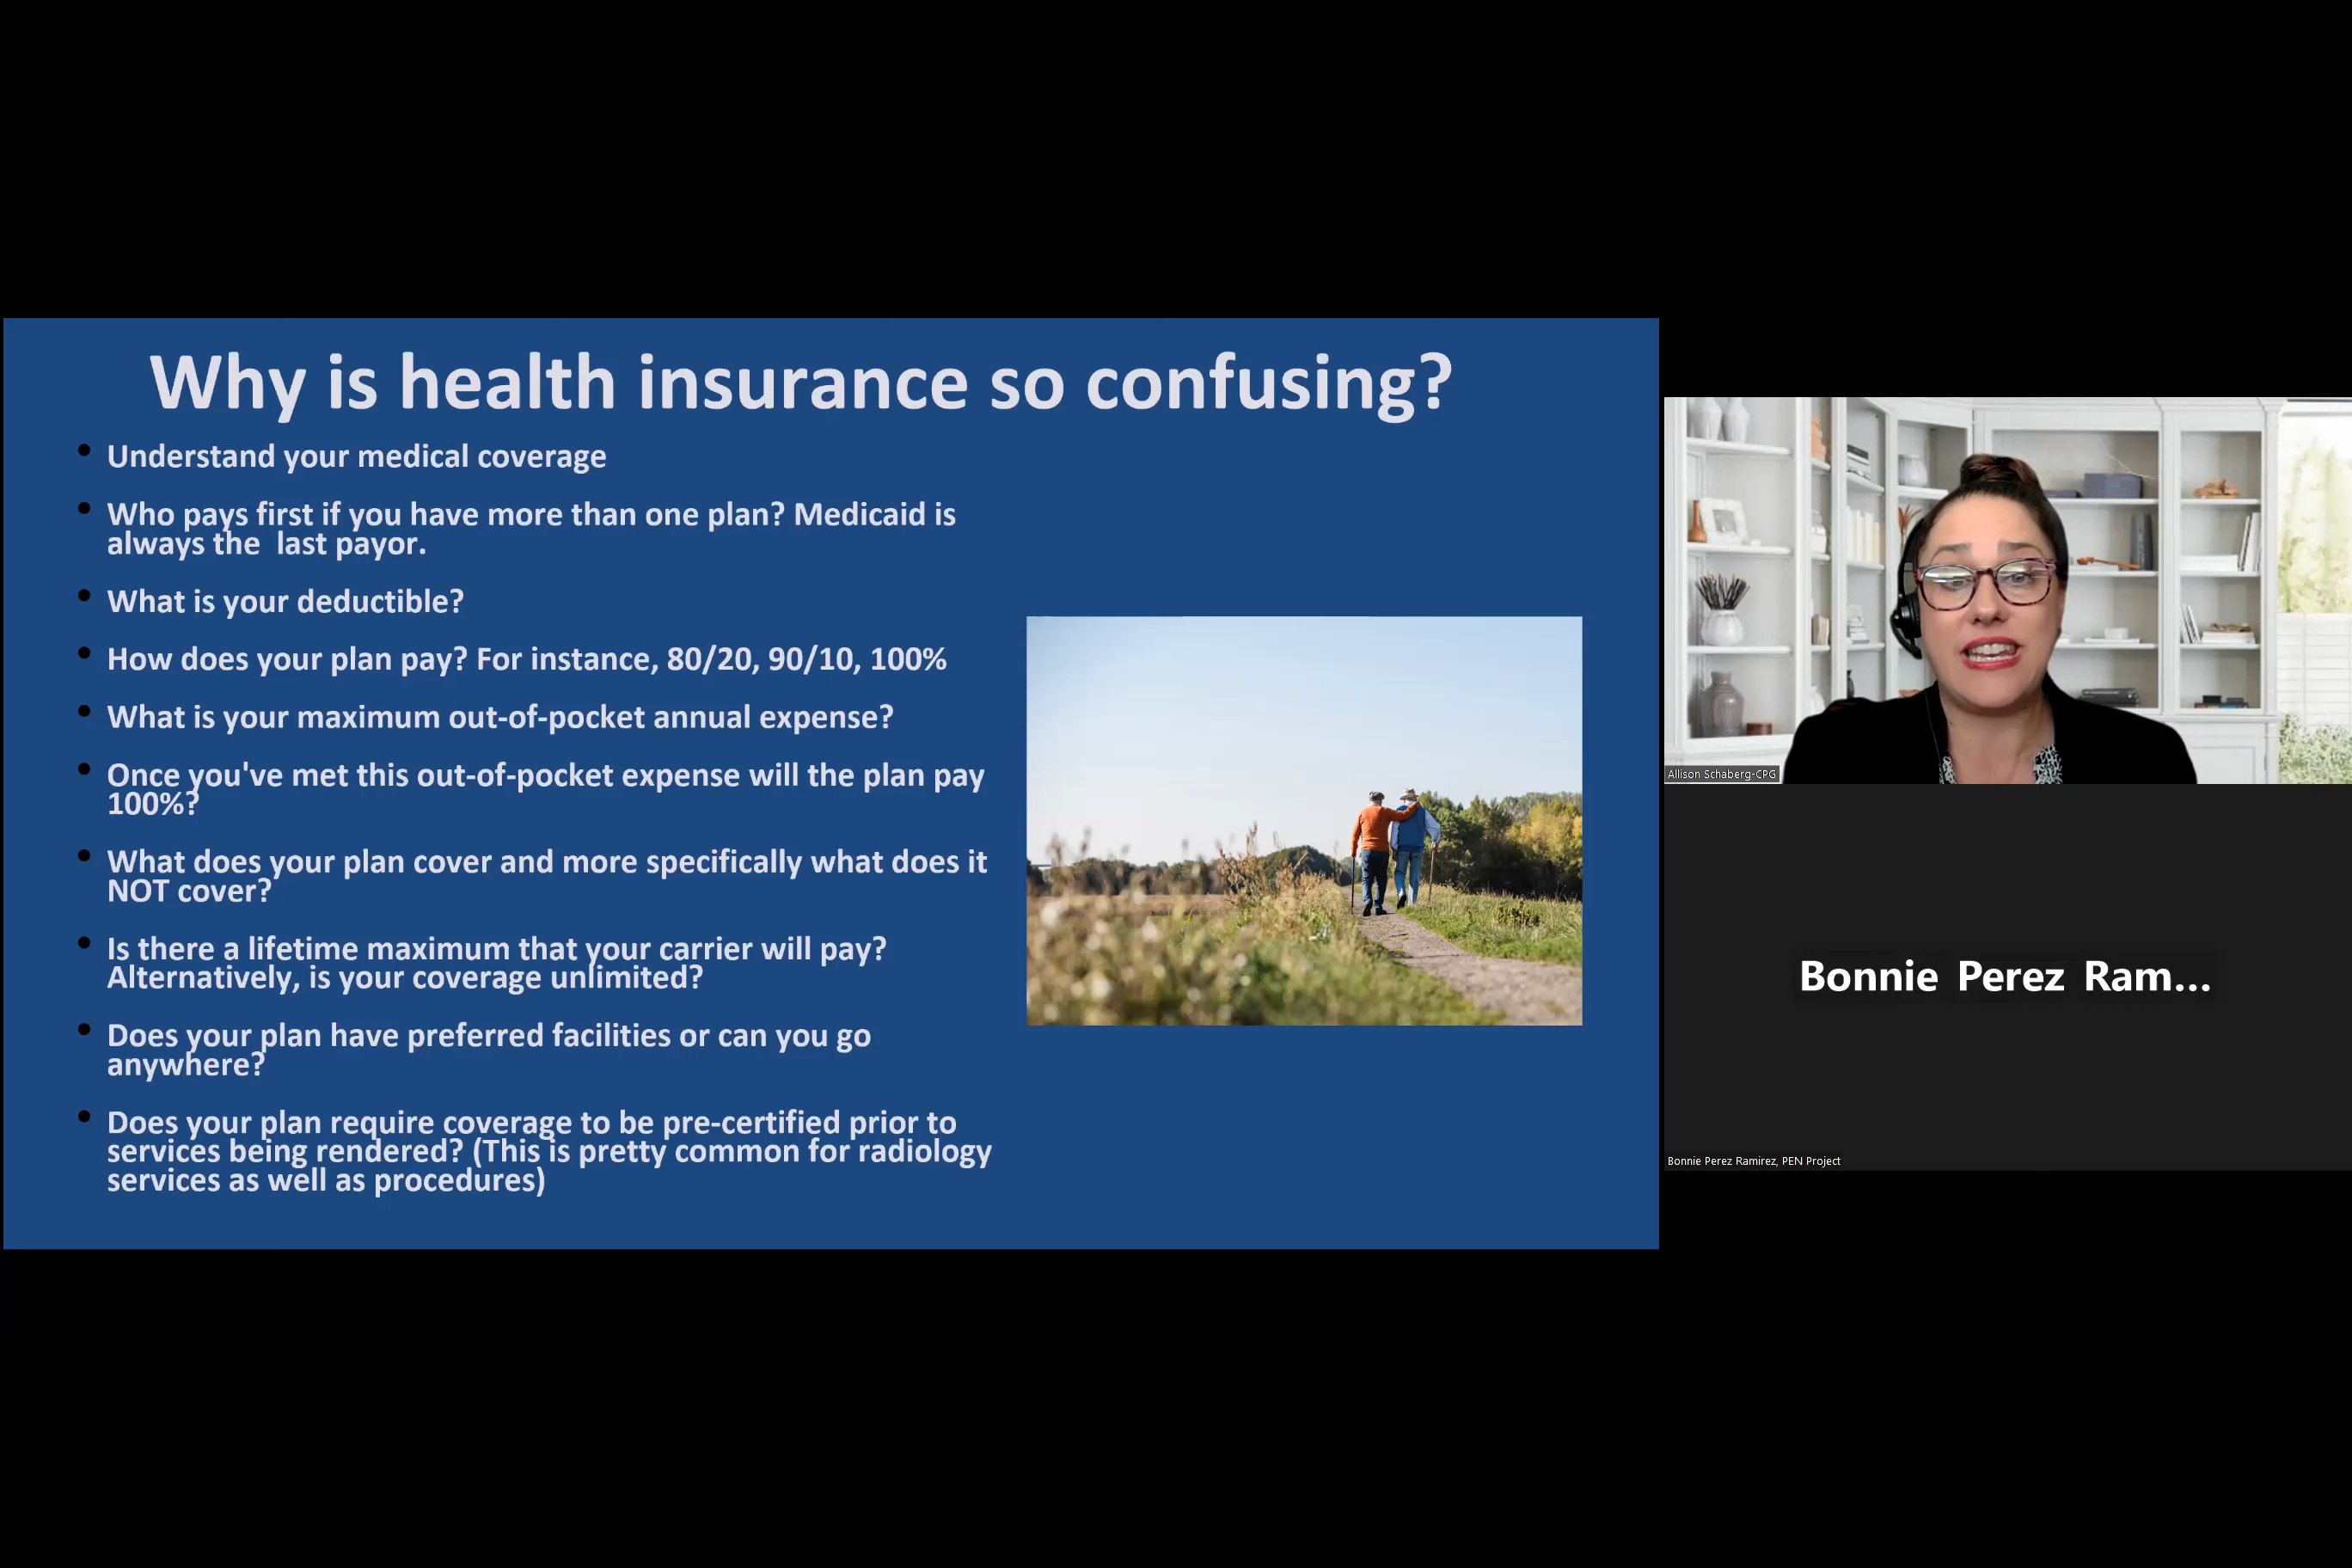 Why is health insurance so confusing?
• Understand your medical coverage
• Who pays first if you have more than one plan? Medicaid is
always the  last payor.
• What is your deductible?
• How does your plan pay? For instance, 80/20, 90/10, 100%
• What is your maximum out-of-pocket annual expense?
• Once you've met this out-of-pocket expense will the plan pay
100%?
• What does your plan cover and more specifically what does it
NOT cover?
• Is there a lifetime maximum that your carrier will pay?
Alternatively, is your coverage unlimited?
• Does your plan have preferred facilities or can you go
anywhere?
• Does your plan require coverage to be pre-certified prior to
services being rendered? (This is pretty common for radiology
services as well as procedures)
Allison Schaberg-CPG
Bonnie Perez Ram...
Bonnie Perez Ramirez, PEN Project